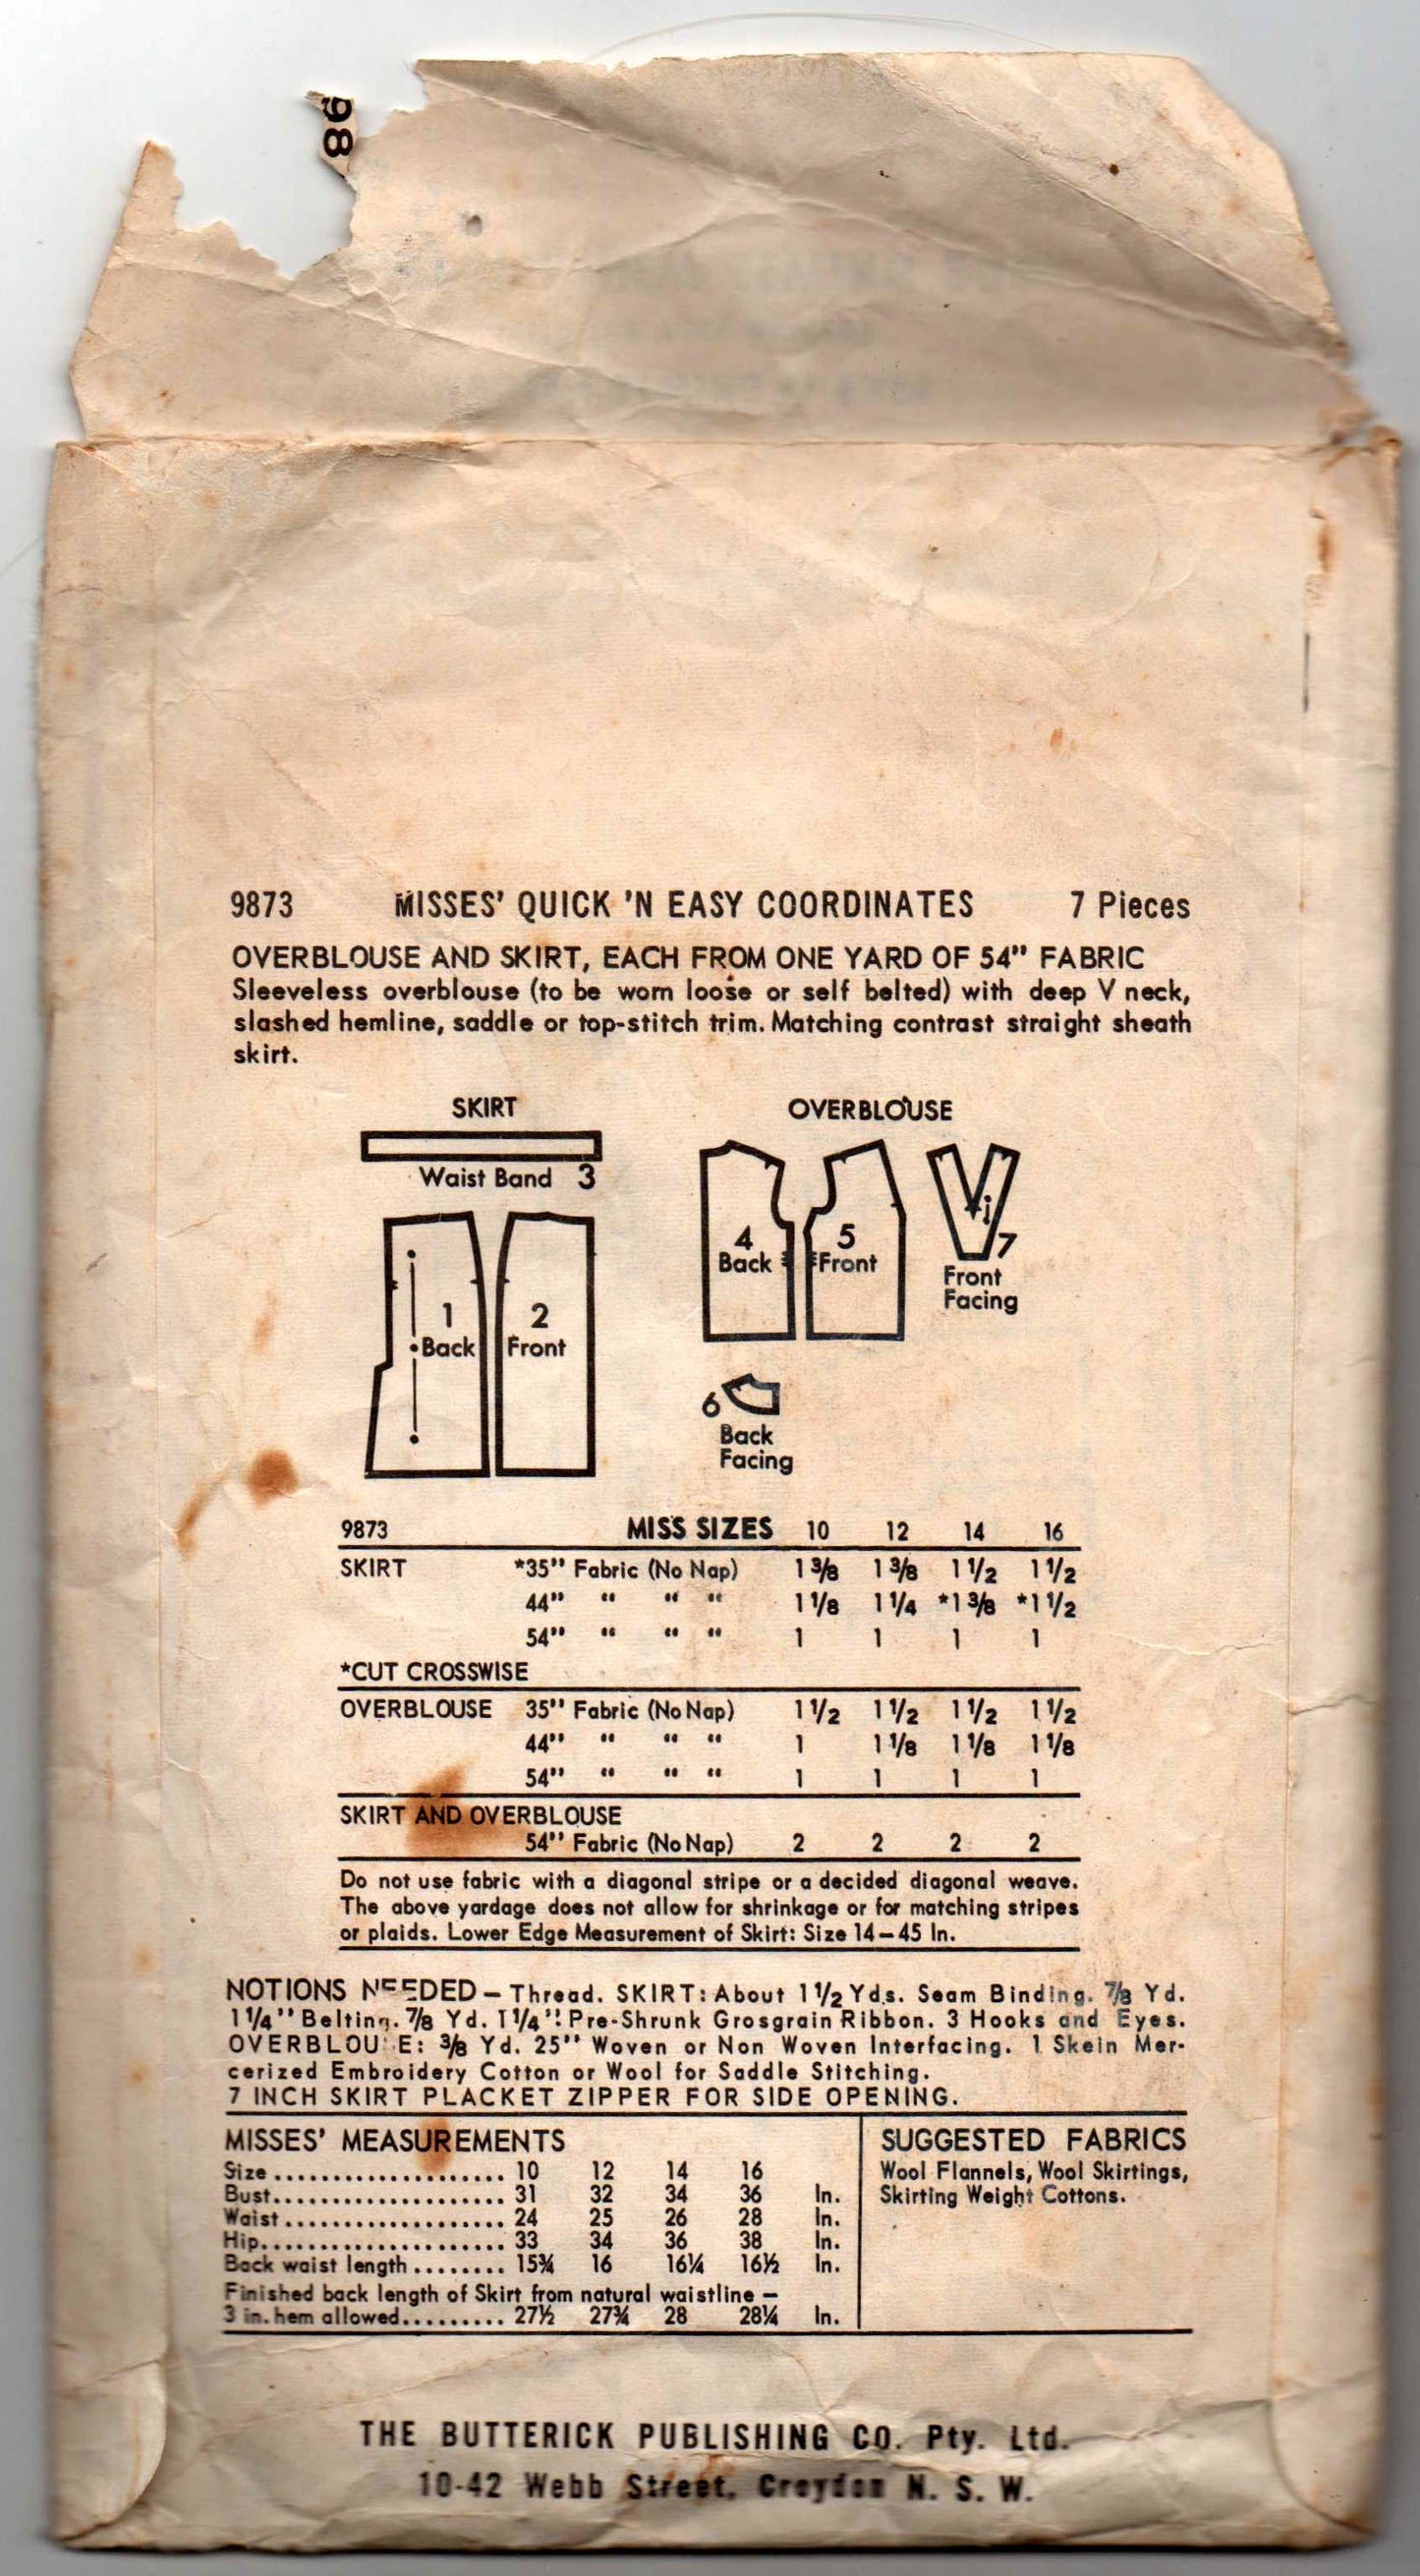 98
9873 MISSES' QUICK 'N EASY COORDINATES 7 Pieces
OVERBLOUSE AND SKIRT, EACH FROM ONE YARD OF 54" FABRIC
Sleeveless overblouse (to be worn loose or self belted) with deep V neck,
slashed hemline, saddle or top-stitch trim. Matching contrast straight sheath
skirt.
SKIRT
Waist Band 3
1
Back
2
Front
OVERBLOUSE
4
Back
5
Front
7
Front
Facing
6
Back
Facing
9873 MISS SIZES 10 12 14 16
SKIRT *35" Fabric (No Nap) 1 3/8 1 3/8 1 1/2 1 1/2
44" " " " 1 1/8 1 1/4 *1 3/8 *1 1/2
54" " " " 1 1 1 1
*CUT CROSSWISE
OVERBLOUSE 35" Fabric (No Nap) 1 1/2 1 1/2 1 1/2 1 1/2
44" " " " 1 1 1/8 1 1/8 1 1/8
54" " " " 1 1 1 1
SKIRT AND OVERBLOUSE
54" Fabric (No Nap) 2 2 2 2
Do not use fabric with a diagonal stripe or a decided diagonal weave.
The above yardage does not allow for shrinkage or for matching stripes
or plaids. Lower Edge Measurement of Skirt: Size 14–45 In.
NOTIONS NEEDED – Thread. SKIRT: About 1 1/2 Yds. Seam Binding. 7/8 Yd.
1 1/4" Belting. 7/8 Yd. 1 1/4" Pre-Shrunk Grosgrain Ribbon. 3 Hooks and Eyes.
OVERBLOUSE: 3/8 Yd. 25" Woven or Non Woven Interfacing. 1 Skein Mer-
cerized Embroidery Cotton or Wool for Saddle Stitching.
7 INCH SKIRT PLACKET ZIPPER FOR SIDE OPENING.
MISSES' MEASUREMENTS
Size .................... 10 12 14 16
Bust.................... 31 32 34 36 In.
Waist ................... 24 25 26 28 In.
Hip..................... 33 34 36 38 In.
Back waist length ........ 15¾ 16 16¼ 16½ In.
Finished back length of Skirt from natural waistline –
3 in. hem allowed......... 27½ 27¾ 28 28¼ In.
SUGGESTED FABRICS
Wool Flannels, Wool Skirtings,
Skirting Weight Cottons.
THE BUTTERICK PUBLISHING CO. Pty. Ltd.
10-42 Webb Street, Croydon N. S. W.